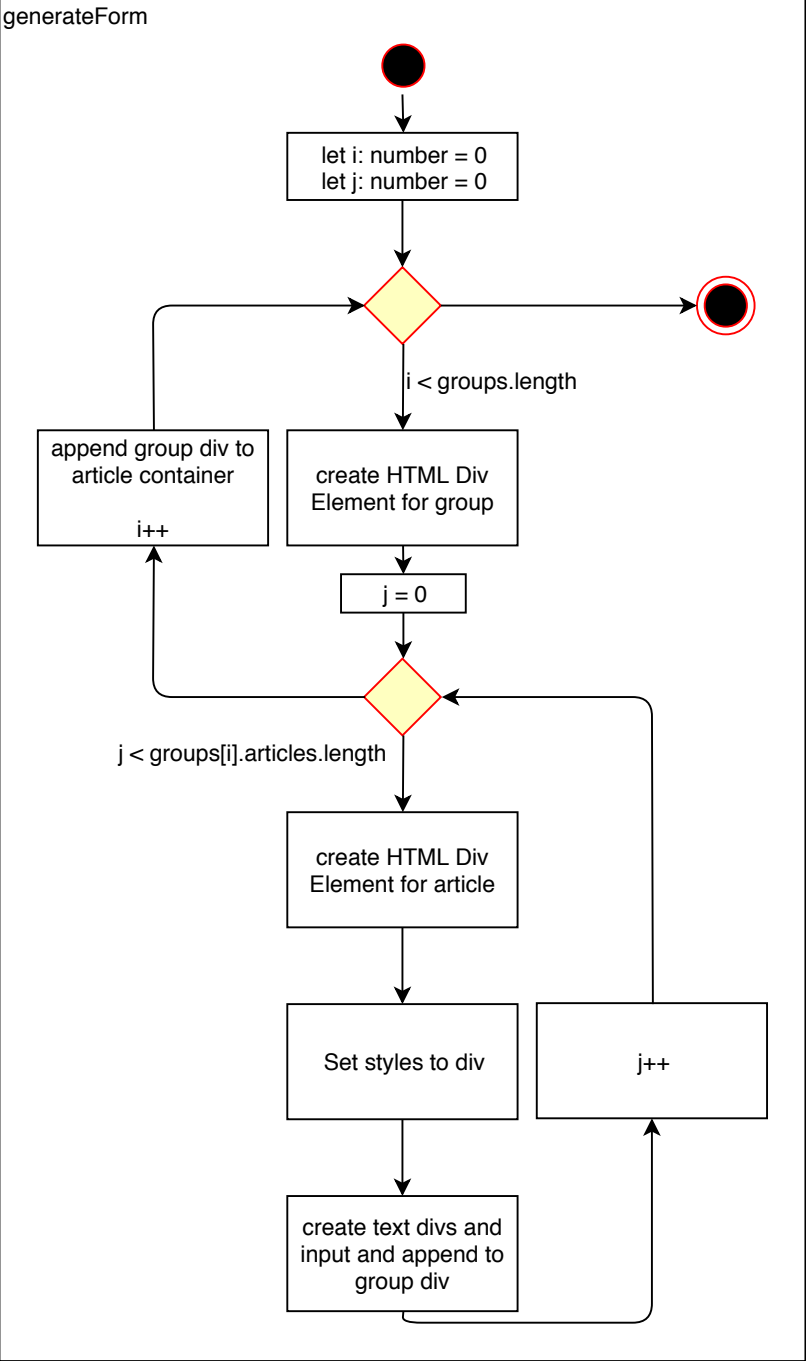 generateForm
let i: number = 0
let j: number = 0
i < groups.length
append group div to
article container
i++
create HTML Div
Element for group
j = 0
j < groups[i].articles.length
create HTML Div
Element for article
Set styles to div
j++
create text divs and
input and append to
group div